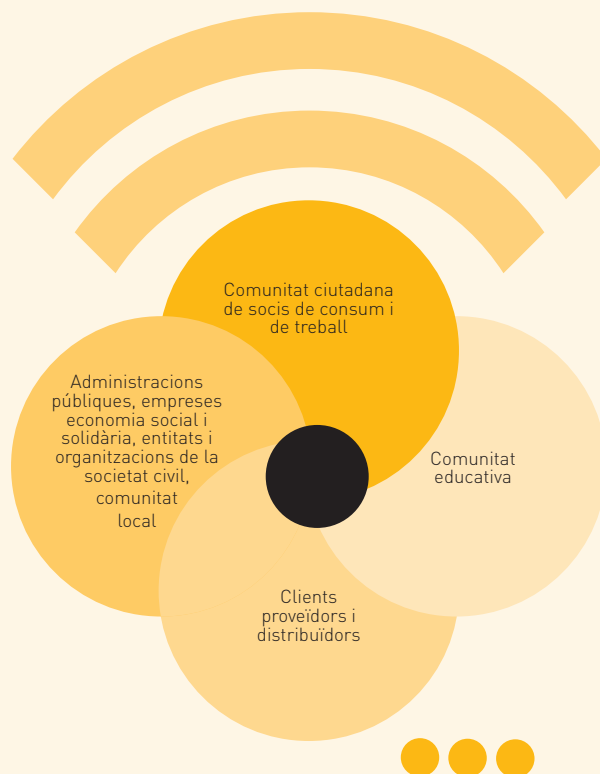 Comunitat ciutadana
de socis de consum i
de treball
Administracions
públiques, empreses
economia social i
solidària, entitats i
organitzacions de la
societat civil,
comunitat
local
Comunitat
educativa
Clients
proveïdors i
distribuïdors